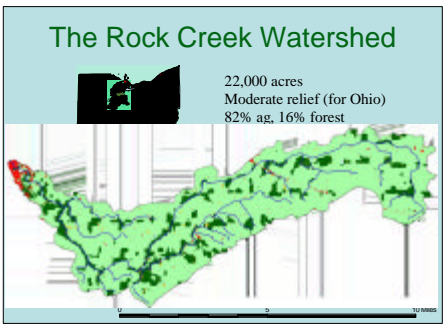 The Rock Creek Watershed
22,000 acres
Moderate relief (for Ohio)
82% ag, 16% forest
0 5 10 Miles